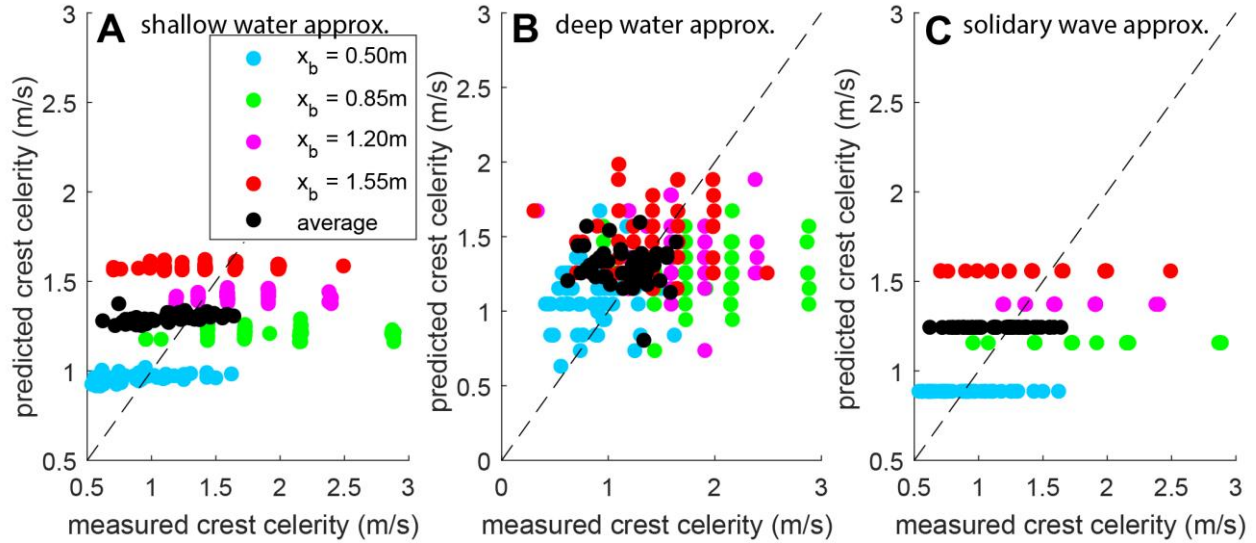 A shallow water approx.
3
2.5
2
1.5
1
0.5
0.5 1 1.5 2 2.5 3
predicted crest celerity (m/s)
measured crest celerity (m/s)
x_b = 0.50m
x_b = 0.85m
x_b = 1.20m
x_b = 1.55m
average
B deep water approx.
3
2.5
2
1.5
1
0.5
0
0 1 2 3
predicted crest celerity (m/s)
measured crest celerity (m/s)
C solidary wave approx.
3
2.5
2
1.5
1
0.5
0.5 1 1.5 2 2.5 3
predicted crest celerity (m/s)
measured crest celerity (m/s)